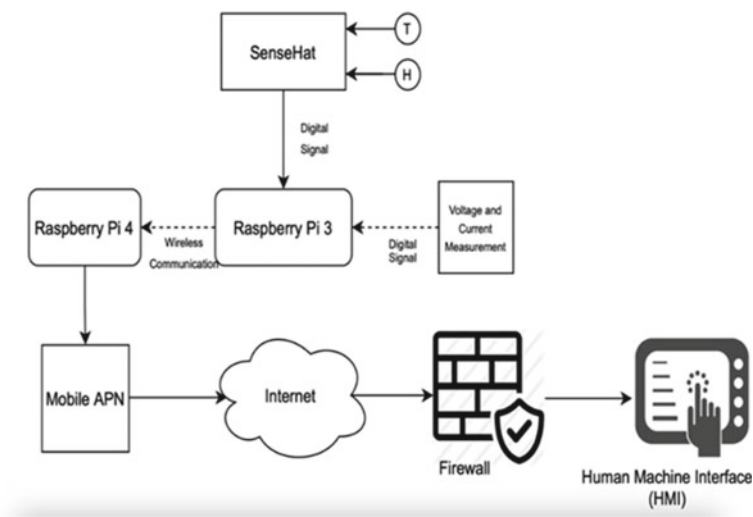 T
SenseHat
H
Digital
Signal
Raspberry Pi 4
Wireless
Communication
Raspberry Pi 3
Digital
Signal
Voltage and
Current
Measurement
Mobile APN
Internet
Firewall
Human Machine Interface
(HMI)